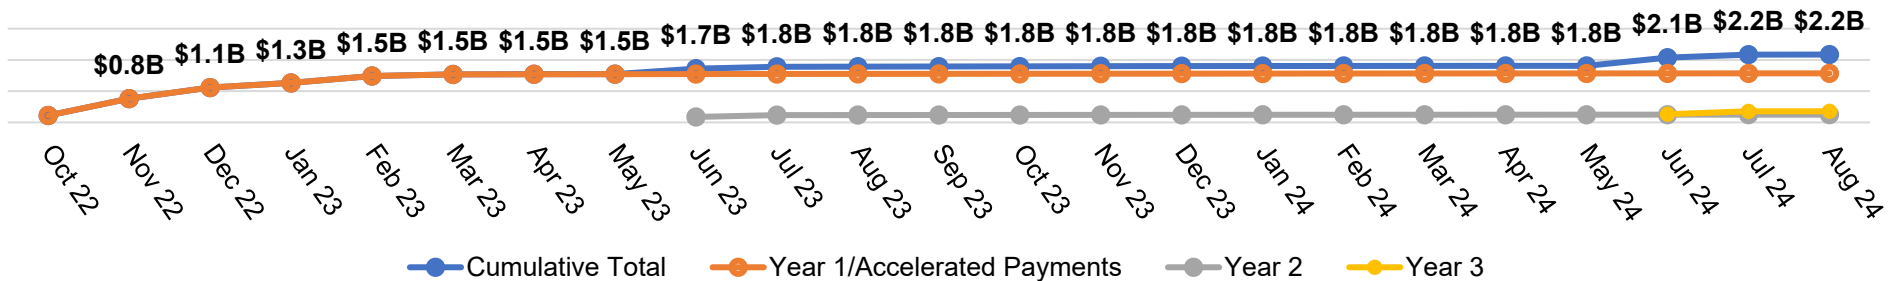 $0.8B $1.1B $1.3B $1.5B $1.5B $1.5B $1.5B $1.7B $1.8B $1.8B $1.8B $1.8B $1.8B $1.8B $1.8B $1.8B $1.8B $1.8B $1.8B $2.1B $2.2B $2.2B
Oct 22 Nov 22 Dec 22 Jan 23 Feb 23 Mar 23 Apr 23 May 23 Jun 23 Jul 23 Aug 23 Sep 23 Oct 23 Nov 23 Dec 23 Jan 24 Feb 24 Mar 24 Apr 24 May 24 Jun 24 Jul 24 Aug 24
Cumulative Total Year 1/Accelerated Payments Year 2 Year 3